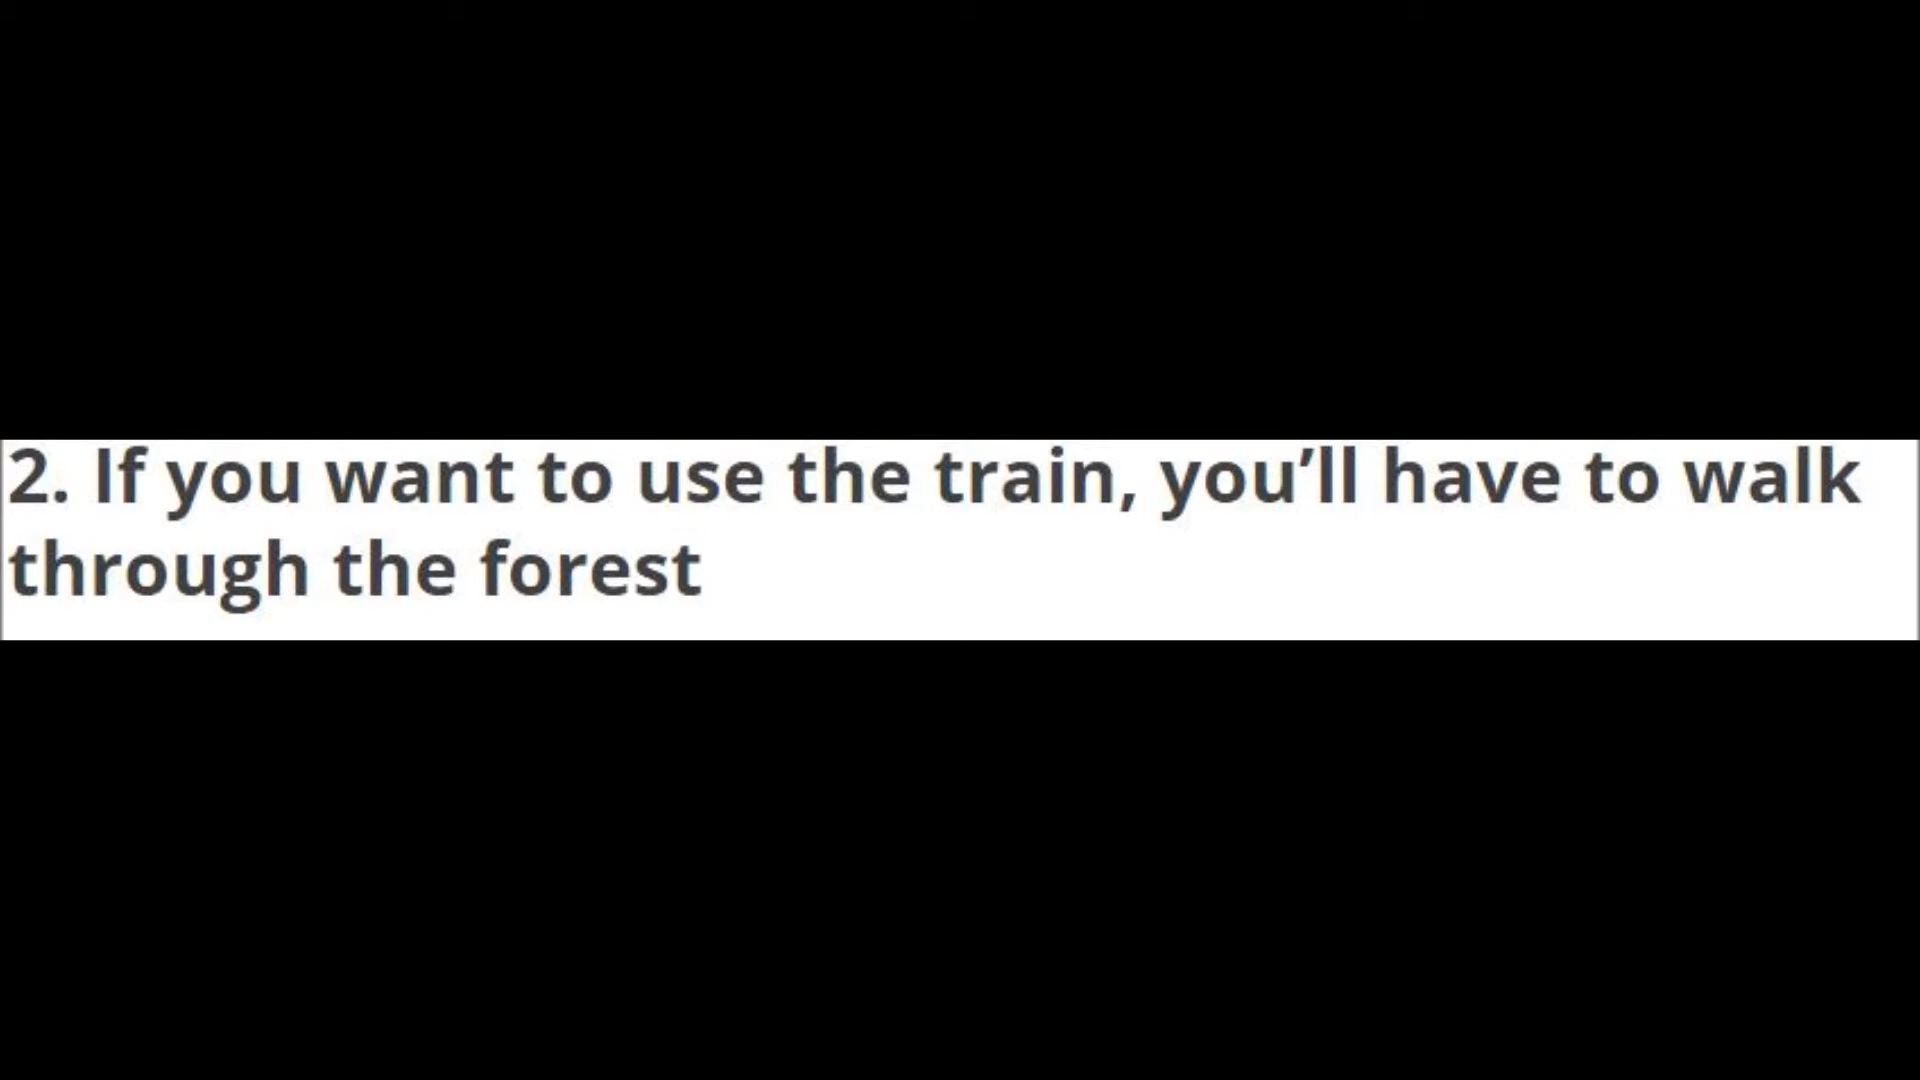 2. If you want to use the train, you’ll have to walk
through the forest